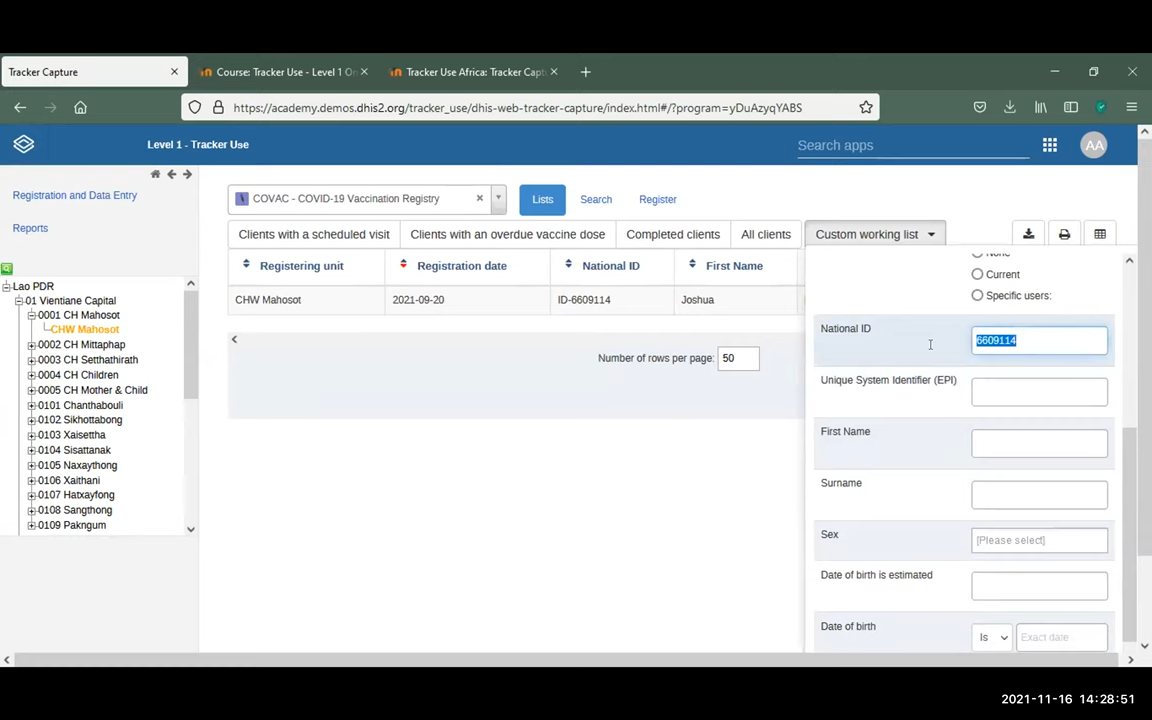 Tracker Capture
Course: Tracker Use - Level 1 On
Tracker Use Africa: Tracker Capt
https://academy.demos.dhis2.org/tracker_use/dhis-web-tracker-capture/index.html#/?program=yDuAzyqYABS
Level 1 - Tracker Use
Search apps
AA
Registration and Data Entry
Reports
Lao PDR
01 Vientiane Capital
0001 CH Mahosot
CHW Mahosot
0002 CH Mittaphap
0003 CH Setthathirath
0004 CH Children
0005 CH Mother & Child
0101 Chanthabouli
0102 Sikhottabong
0103 Xaisettha
0104 Sisattanak
0105 Naxaythong
0106 Xaithani
0107 Hatxayfong
0108 Sangthong
0109 Pakngum
COVAC - COVID-19 Vaccination Registry
Lists
Search
Register
Clients with a scheduled visit
Clients with an overdue vaccine dose
Completed clients
All clients
Custom working list
Registering unit
Registration date
National ID
First Name
CHW Mahosot
2021-09-20
ID-6609114
Joshua
Number of rows per page:
50
None
Current
Specific users:
National ID
6609114
Unique System Identifier (EPI)
First Name
Surname
Sex
[Please select]
Date of birth is estimated
Date of birth
Is
Exact date
2021-11-16 14:28:51